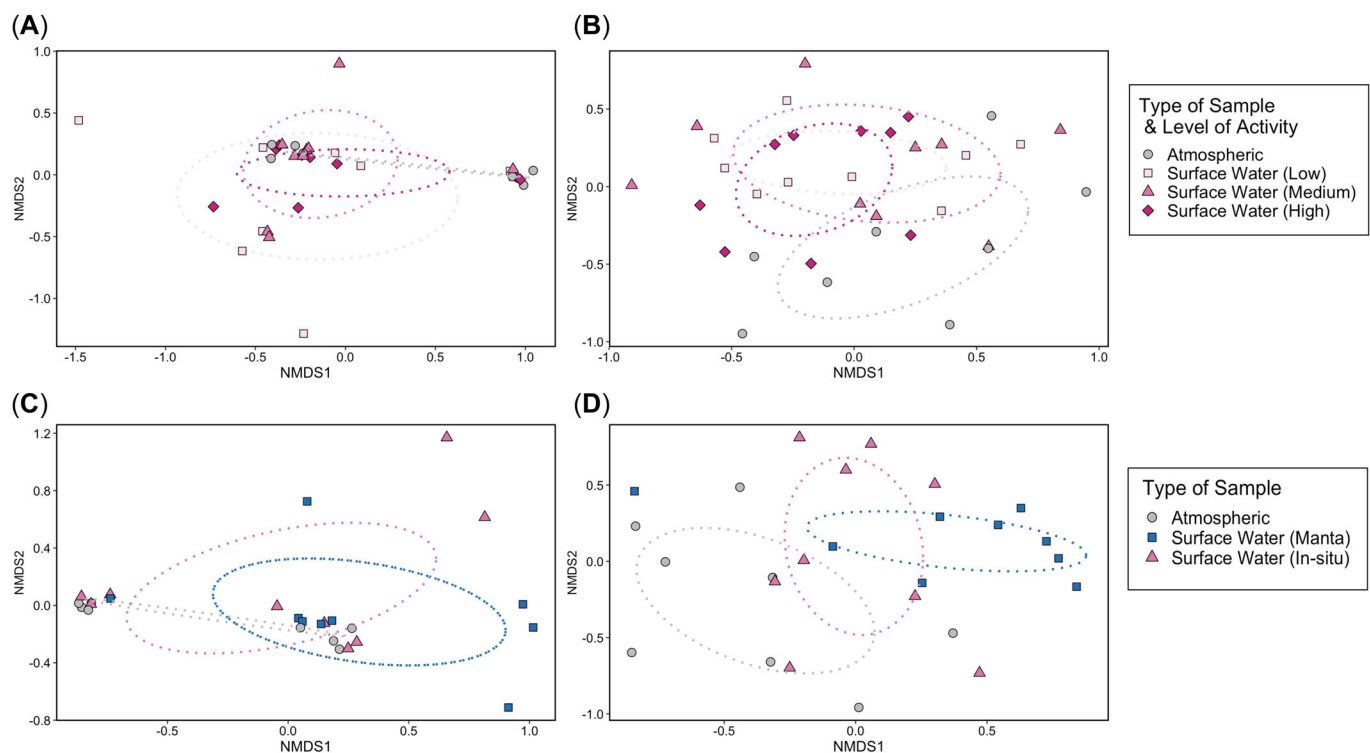 (A)
1.0
0.5
0.0
-0.5
-1.0
NMDS2
-1.5
-1.0
-0.5
0.0
0.5
1.0
NMDS1
(B)
0.5
0.0
-0.5
-1.0
NMDS2
-1.0
-0.5
0.0
0.5
1.0
NMDS1
Type of Sample
& Level of Activity
Atmospheric
Surface Water (Low)
Surface Water (Medium)
Surface Water (High)
(C)
1.2
0.8
0.4
0.0
-0.4
-0.8
NMDS2
-0.5
0.0
0.5
1.0
NMDS1
(D)
0.5
0.0
-0.5
-1.0
NMDS2
-0.5
0.0
0.5
NMDS1
Type of Sample
Atmospheric
Surface Water (Manta)
Surface Water (In-situ)